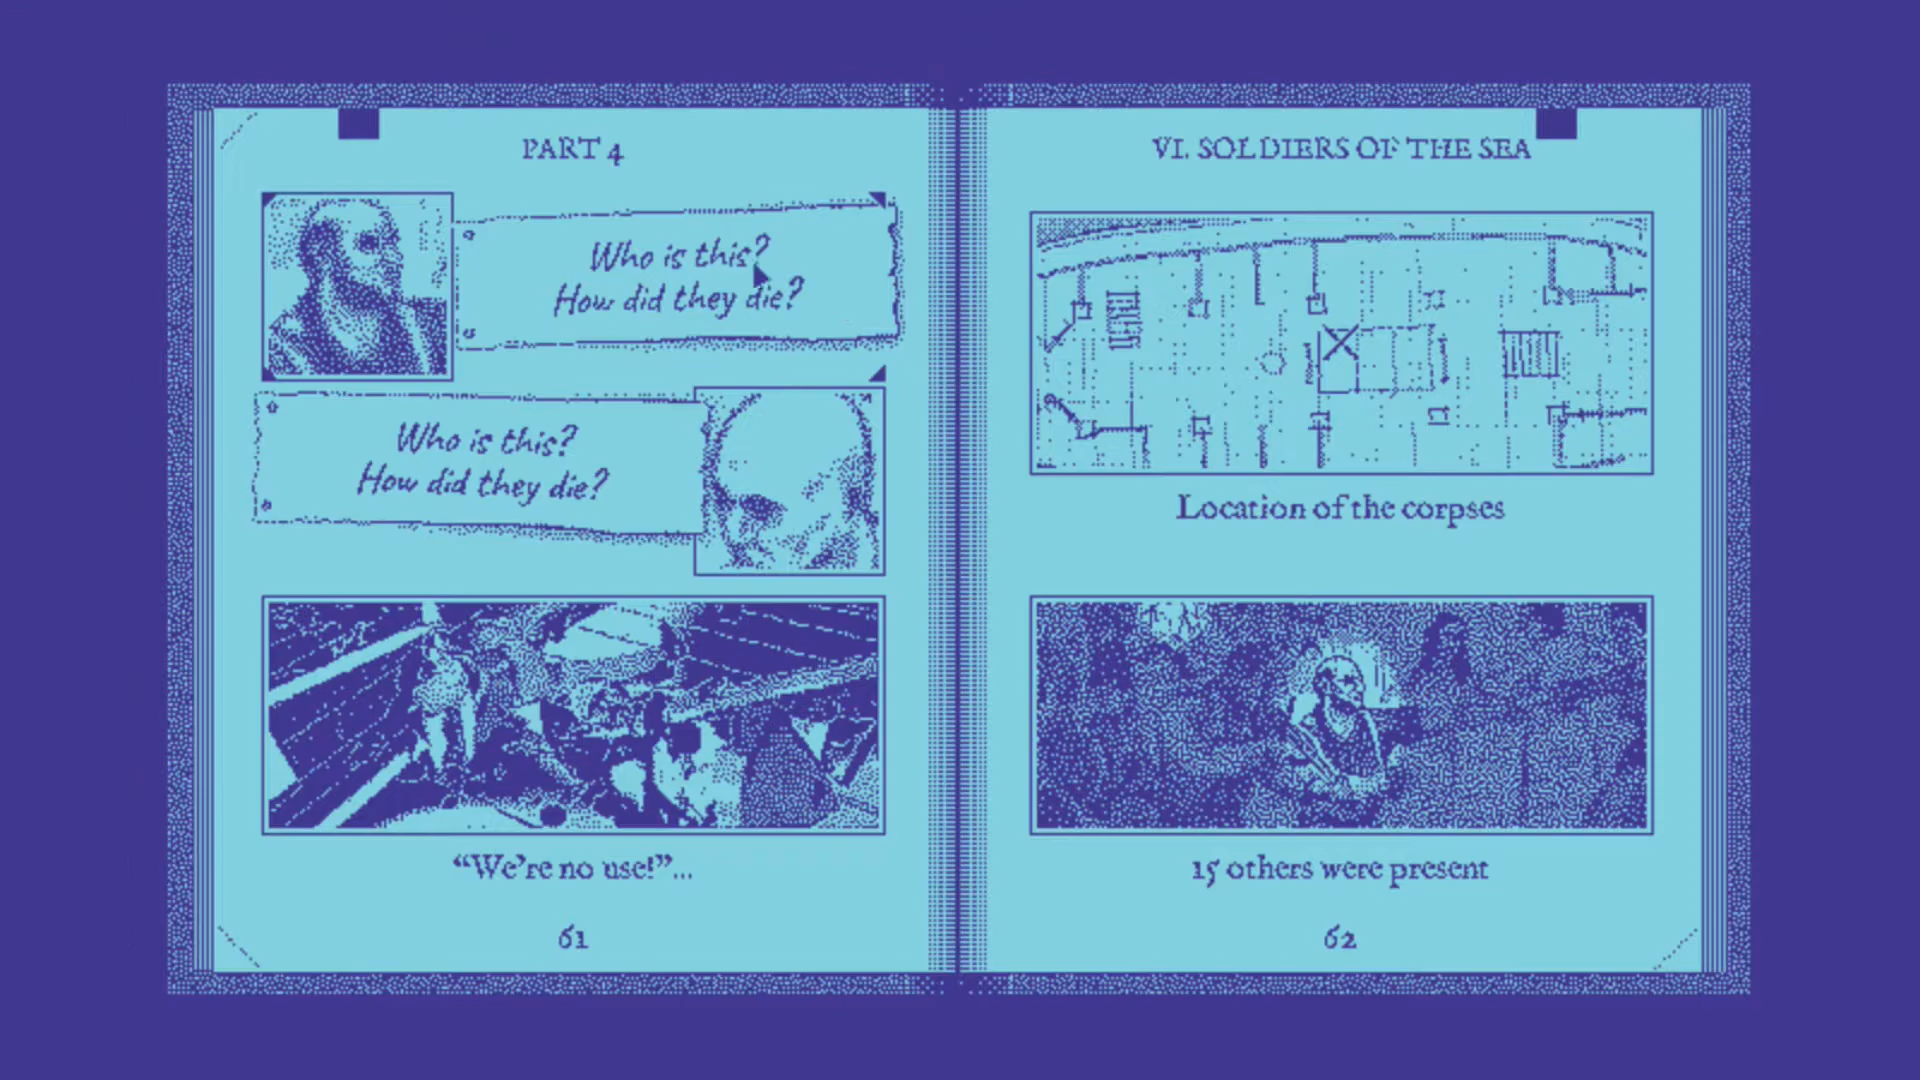 PART 4
Who is this?
How did they die?
Who is this?
How did they die?
“We're no use!”...
61
VI. SOLDIERS OF THE SEA
Location of the corpses
15 others were present
62